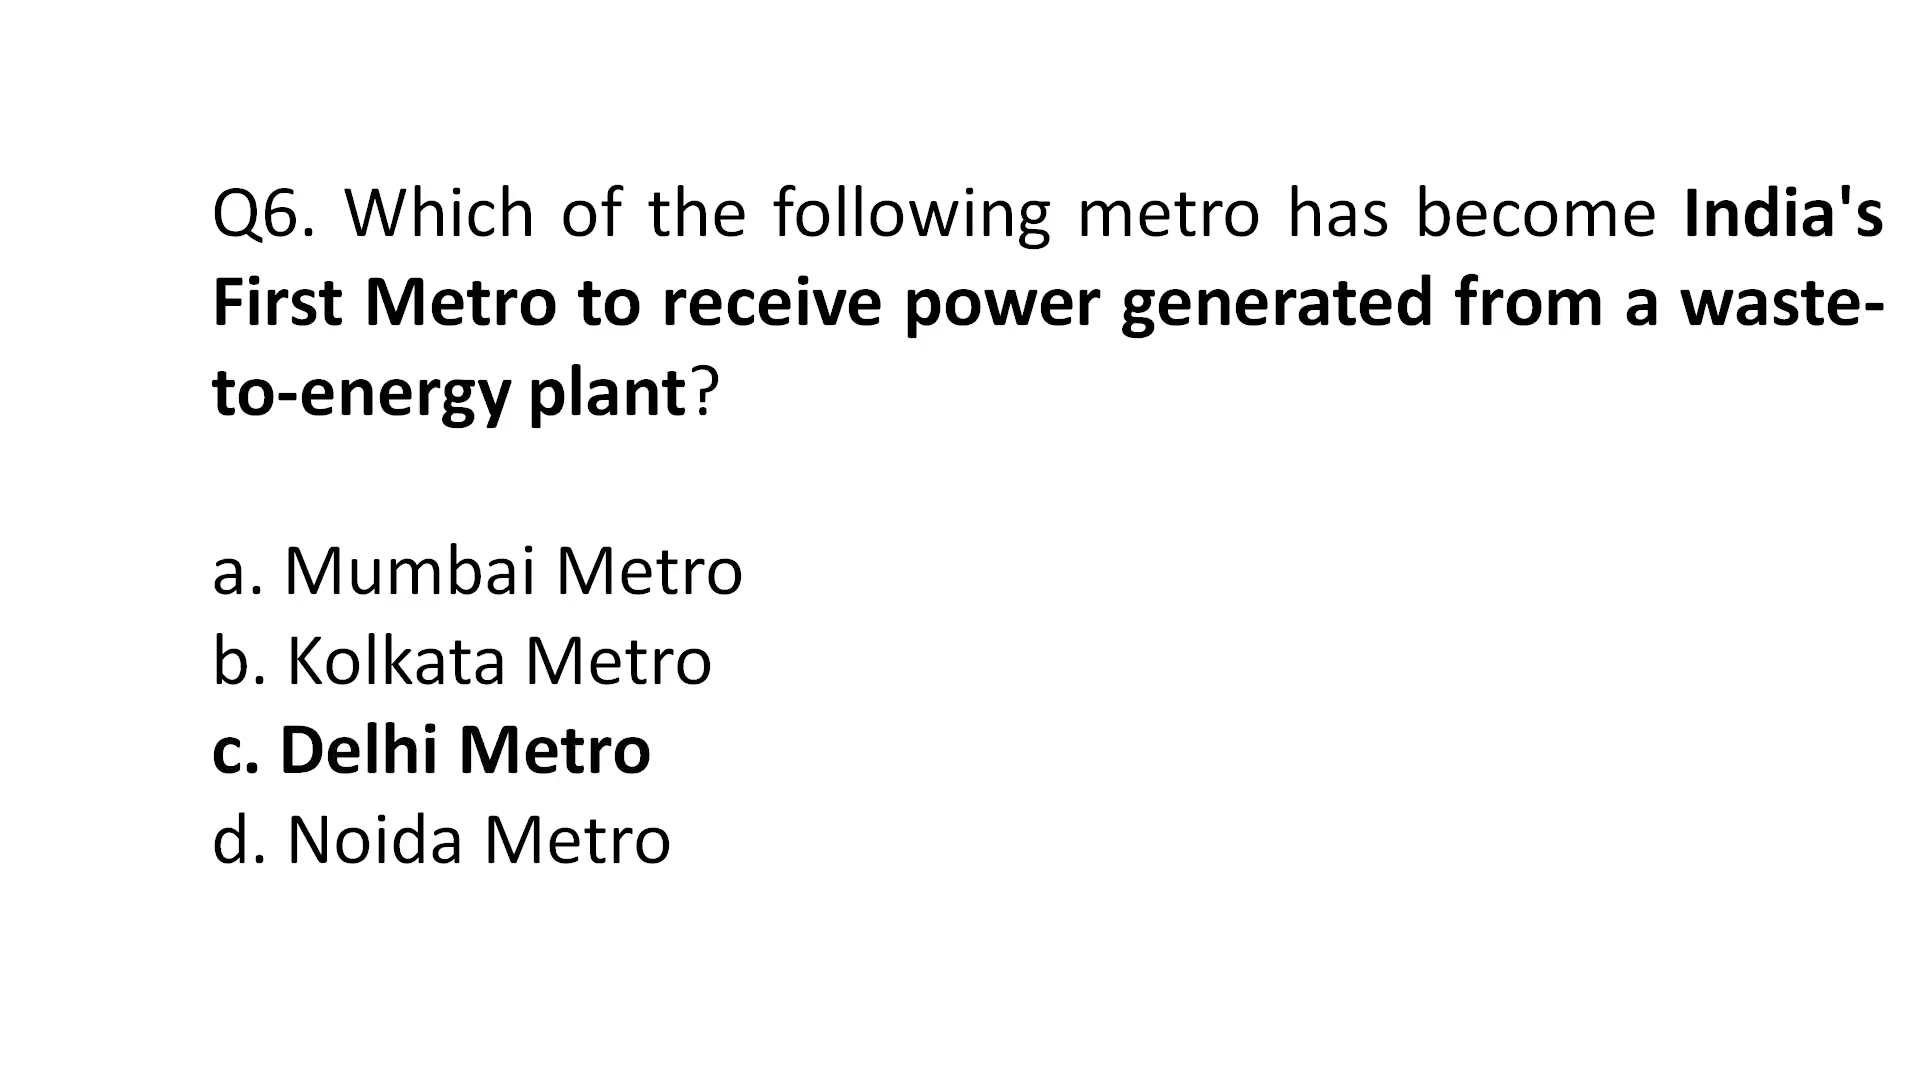 Q6. Which of the following metro has become India's
First Metro to receive power generated from a waste-
to-energy plant?
a. Mumbai Metro
b. Kolkata Metro
c. Delhi Metro
d. Noida Metro